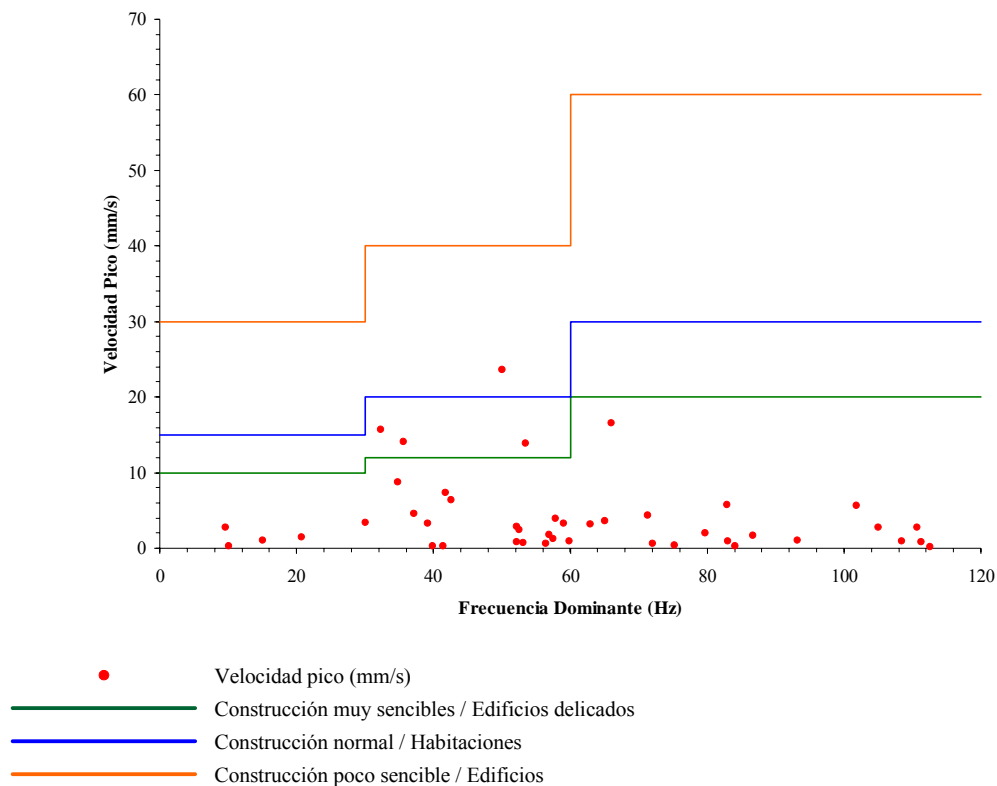 70
60
50
40
30
20
10
0
Velocidad Pico (mm/s)
0 20 40 60 80 100 120
Frecuencia Dominante (Hz)
Velocidad pico (mm/s)
Construcción muy sencibles / Edificios delicados
Construcción normal / Habitaciones
Construcción poco sencible / Edificios